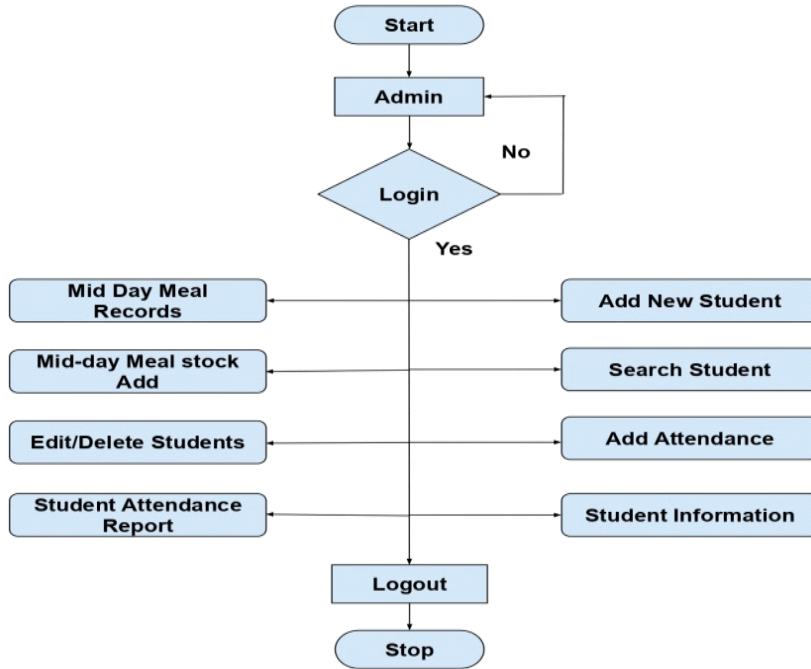 Start
Admin
No
Login
Yes
Mid Day Meal
Records
Add New Student
Mid-day Meal stock
Add
Search Student
Edit/Delete Students
Add Attendance
Student Attendance
Report
Student Information
Logout
Stop